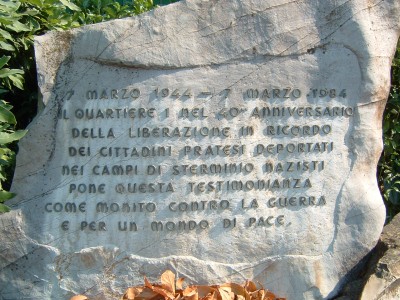 7 MARZO 1944 - 7 MARZO 1984
IL QUARTIERE 1 NEL 40° ANNIVERSARIO
DELLA LIBERAZIONE IN RICORDO
DEI CITTADINI PRATESI DEPORTATI
NEI CAMPI DI STERMINIO NAZISTI
PONE QUESTA TESTIMONIANZA
COME MONITO CONTRO LA GUERRA
E PER UN MONDO DI PACE.